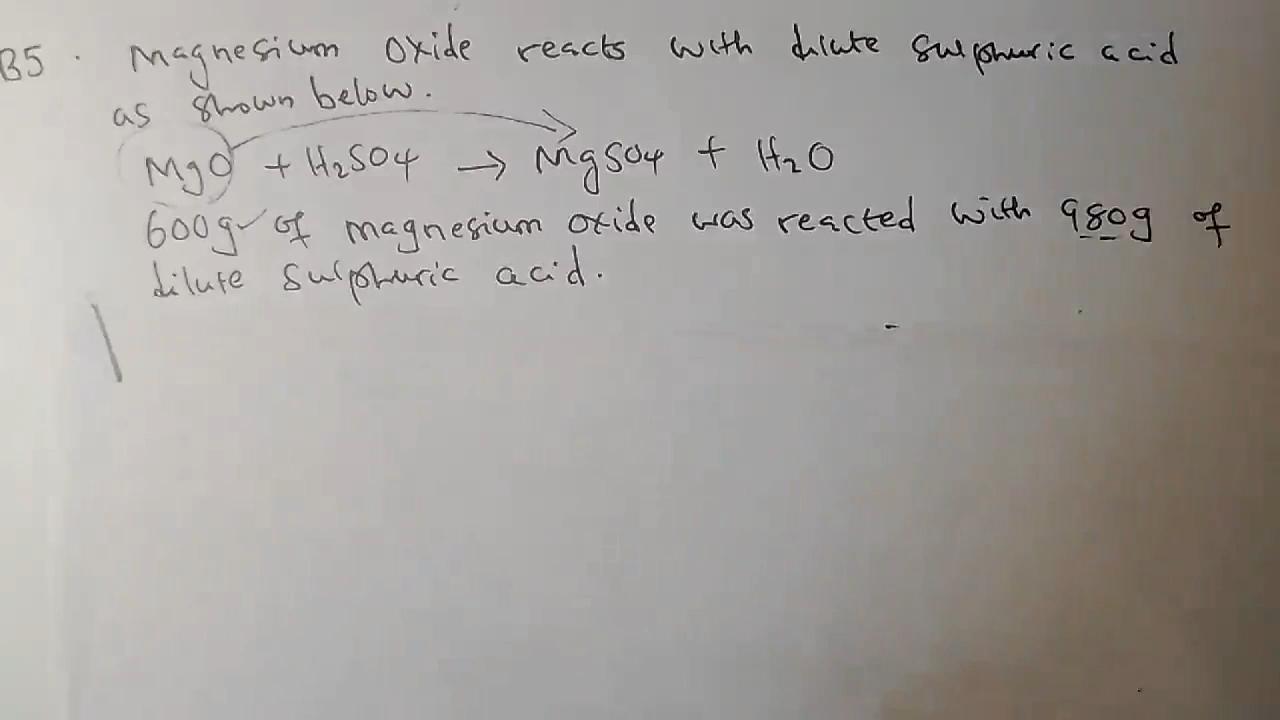 B5. Magnesium Oxide reacts with dilute sulphuric acid
as shown below.
MgO + H₂SO4 → MgSO4 + H₂O
600g of magnesium oxide was reacted with 980g of
dilute sulphuric acid.